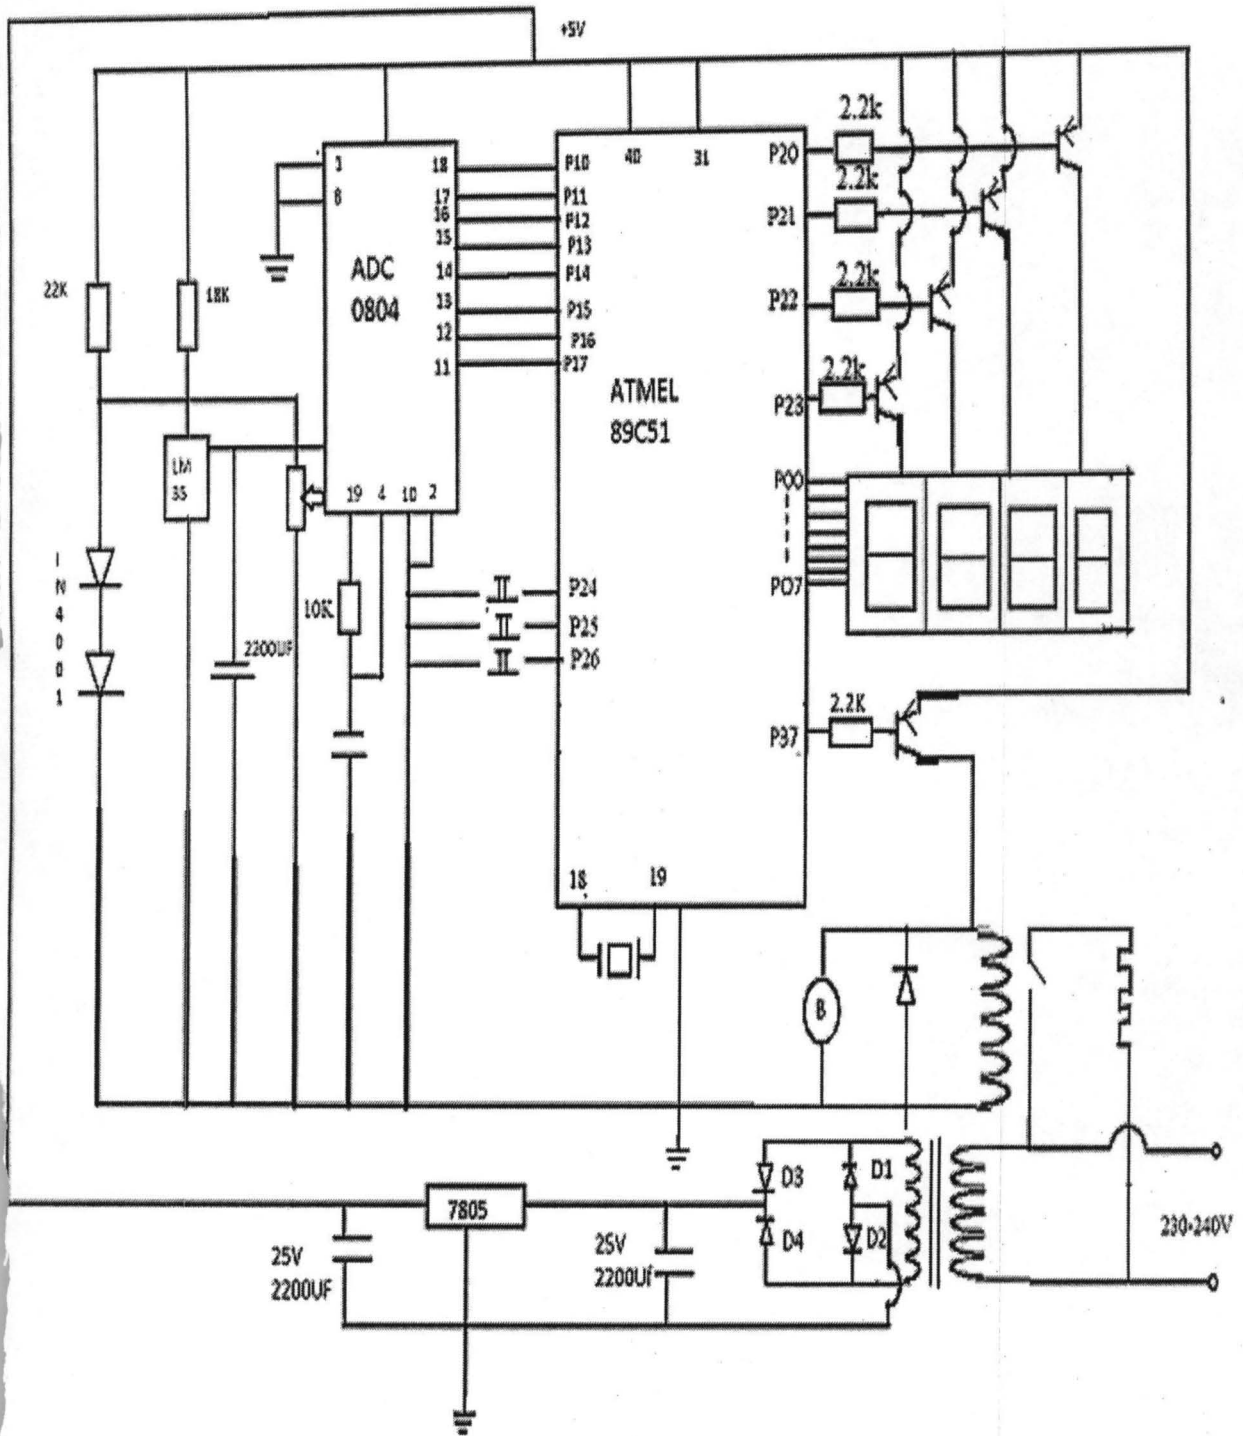 +5V
2.2k
3
18
P10
40
31
P20
17
P11
2.2k
8
16
P12
P21
15
P13
ADC
14
P14
2.2k
22K
18K
0804
13
P15
P22
12
P16
11
P17
2.2k
ATMEL
P23
89C51
LM
35
P00
19
4
10
2
I
N
4
0
0
1
10K
P24
PO7
P25
2200UF
P26
2.2K
P37
18
19
B
D3
D1
7805
D4
D2
230-240V
25V
2200UF
25V
2200Uf